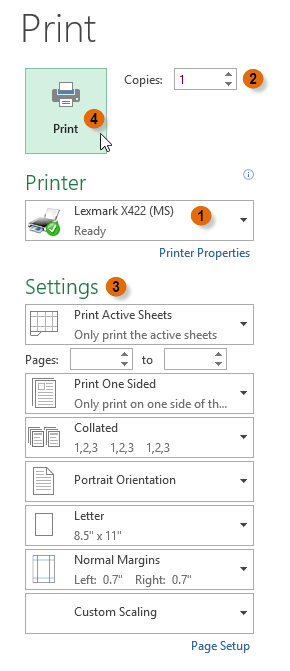 Print
Copies: 1 2
Print 4
Printer
Lexmark X422 (MS) 1
Ready
Printer Properties
Settings 3
Print Active Sheets
Only print the active sheets
Pages: to
Print One Sided
Only print on one side of th...
Collated
1,2,3 1,2,3 1,2,3
Portrait Orientation
Letter
8.5" x 11"
Normal Margins
Left: 0.7" Right: 0.7"
Custom Scaling
Page Setup